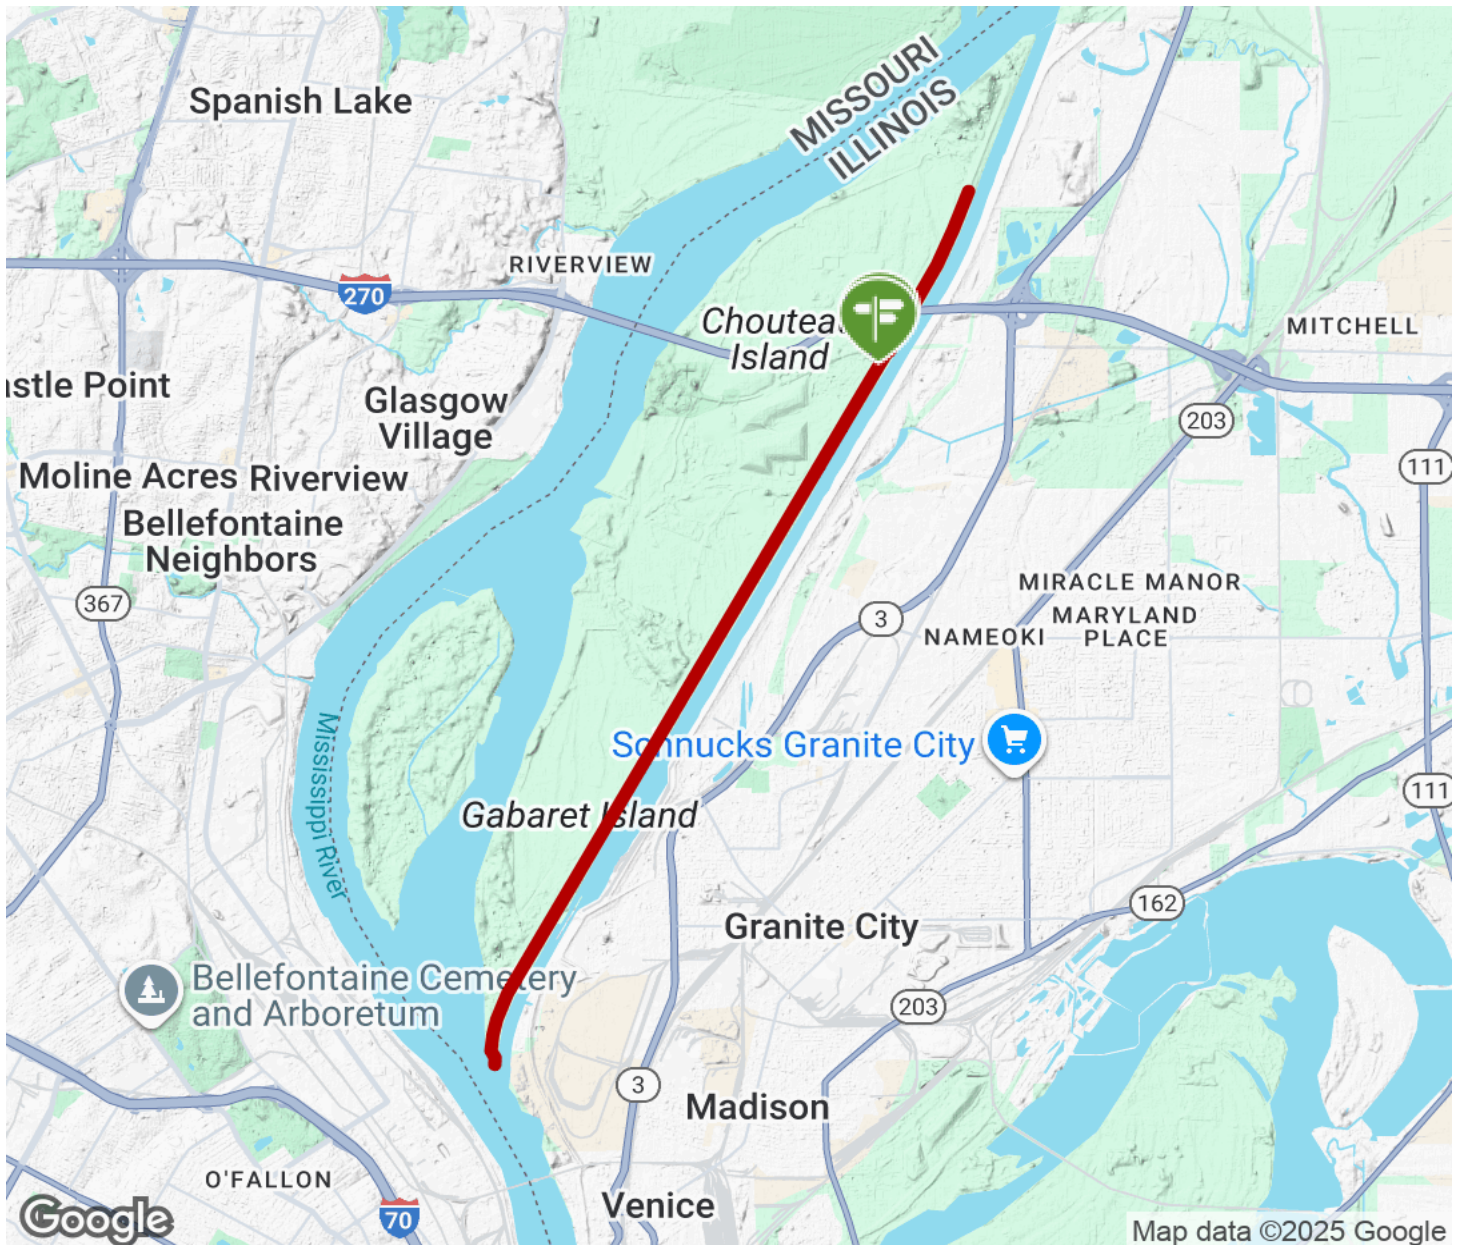 Spanish Lake
MISSOURI
ILLINOIS
RIVERVIEW
270
Chouteau
Island
MITCHELL
astle Point
Glasgow
Village
203
111
Moline Acres
Riverview
Bellefontaine
Neighbors
367
MIRACLE MANOR
MARYLAND
PLACE
NAMEOKI
3
Mississippi River
Schnucks Granite City
111
Gabaret Island
162
Granite City
Bellefontaine Cemetery
and Arboretum
203
3
Madison
O'FALLON
Venice
70
Google
Map data ©2025 Google